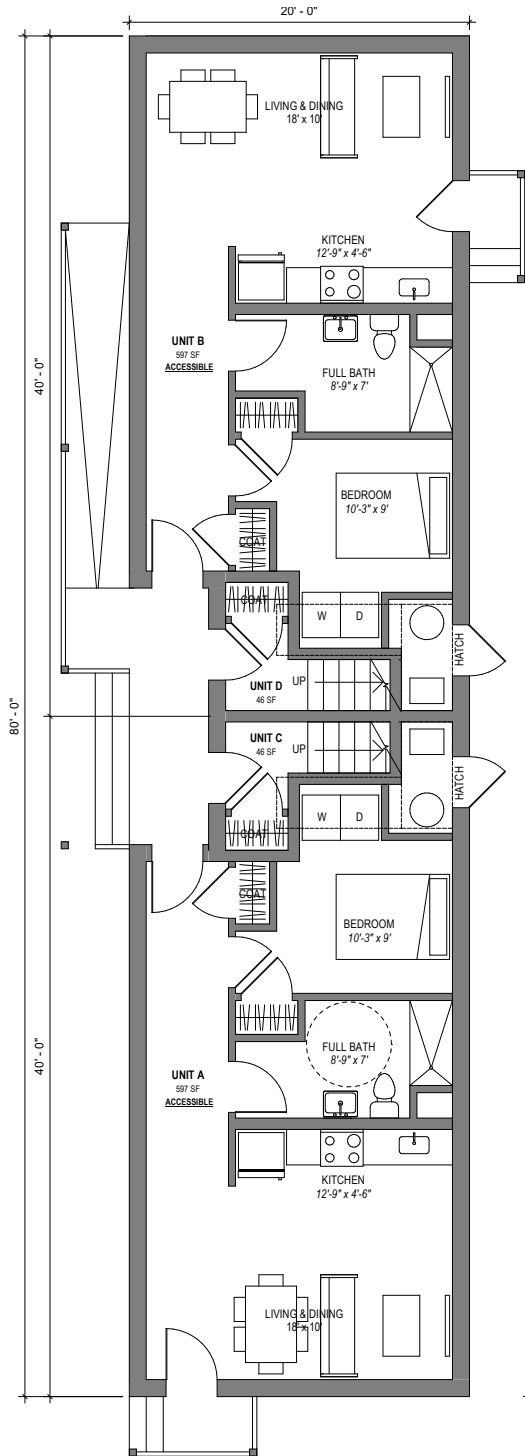 20' - 0"
LIVING & DINING
18' x 10'
KITCHEN
12'-9" x 4'-6"
40' - 0"
UNIT B
597 SF
ACCESSIBLE
FULL BATH
8'-9" x 7'
BEDROOM
10'-3" x 9'
COAT
COAT
W D
HATCH
UNIT D
46 SF
UP
80' - 0"
UNIT C
46 SF
UP
HATCH
W D
COAT
COAT
BEDROOM
10'-3" x 9'
FULL BATH
8'-9" x 7'
40' - 0"
UNIT A
597 SF
ACCESSIBLE
KITCHEN
12'-9" x 4'-6"
LIVING & DINING
18' x 10'